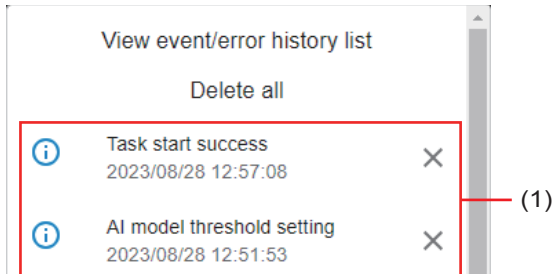 View event/error history list
Delete all
Task start success
2023/08/28 12:57:08
(1)
AI model threshold setting
2023/08/28 12:51:53